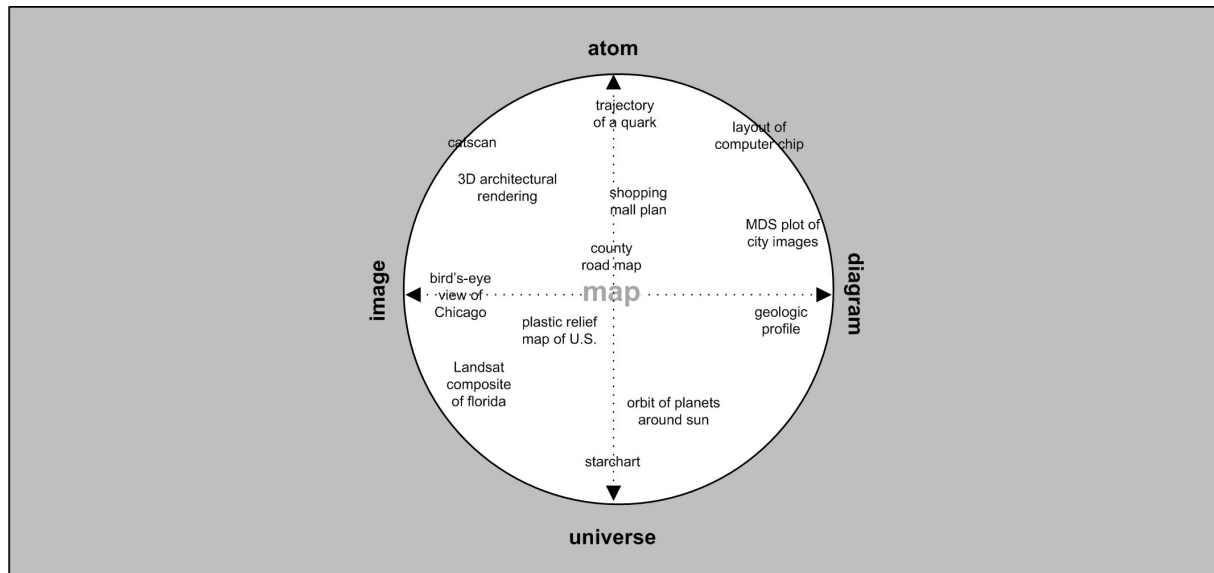 atom
trajectory
of a quark
layout of
computer chip
catscan
3D architectural
rendering
shopping
mall plan
MDS plot of
city images
county
road map
image
bird's-eye
view of
Chicago
map
diagram
plastic relief
map of U.S.
geologic
profile
Landsat
composite
of florida
orbit of planets
around sun
starchart
universe